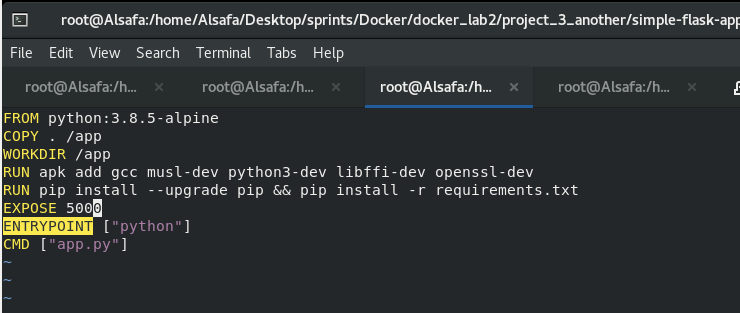 root@Alsafa:/home/Alsafa/Desktop/sprints/Docker/docker_lab2/project_3_another/simple-flask-app
File Edit View Search Terminal Tabs Help
root@Alsafa:/h... × root@Alsafa:/h... × root@Alsafa:/h... × root@Alsafa:/h... ×
FROM python:3.8.5-alpine
COPY . /app
WORKDIR /app
RUN apk add gcc musl-dev python3-dev libffi-dev openssl-dev
RUN pip install --upgrade pip && pip install -r requirements.txt
EXPOSE 5000
ENTRYPOINT ["python"]
CMD ["app.py"]
~
~
~